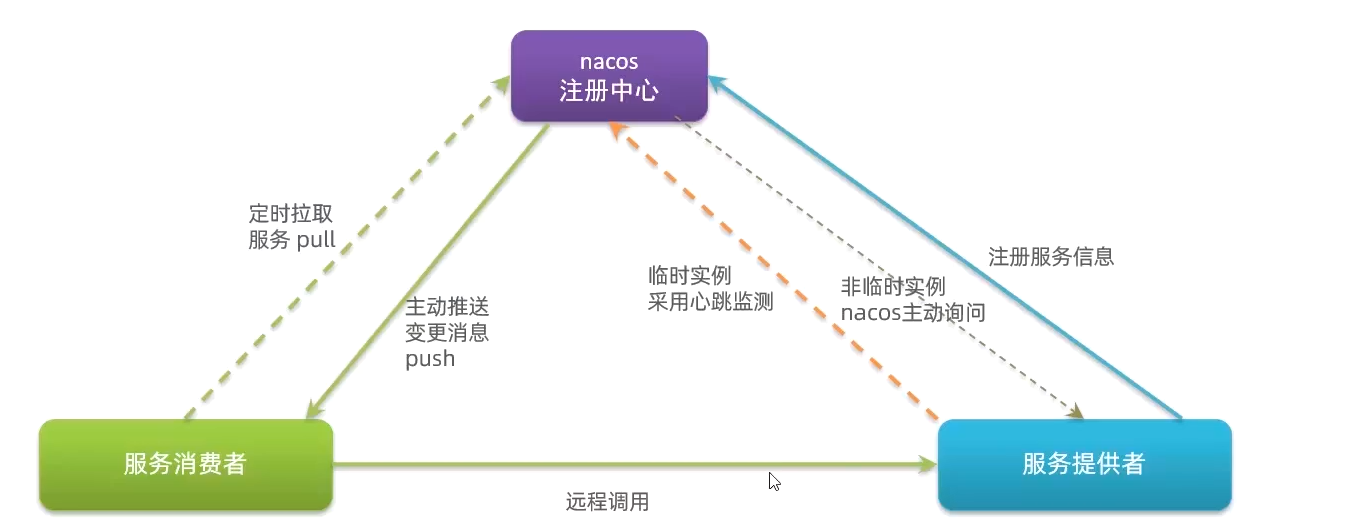 nacos
注册中心
定时拉取
服务 pull
主动推送
变更消息
push
临时实例
采用心跳监测
非临时实例
nacos主动询问
注册服务信息
服务消费者
服务提供者
远程调用